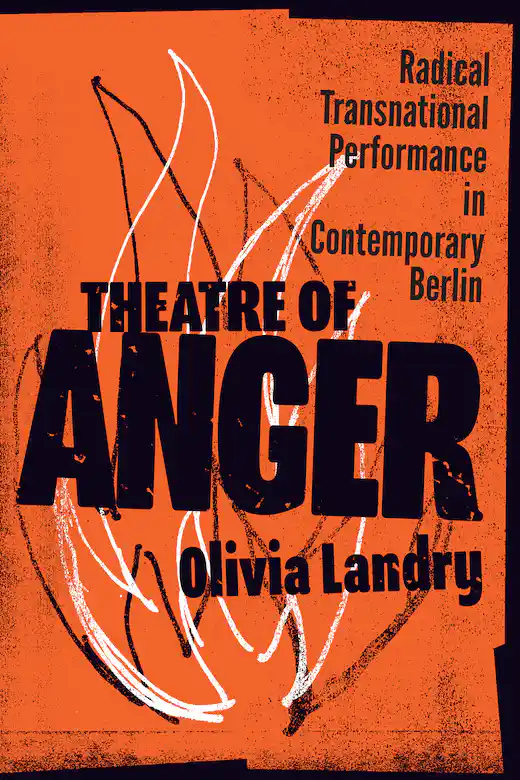 Radical
Transnational
Performance
in
Contemporary
Berlin
THEATRE OF
ANGER
Olivia Landry